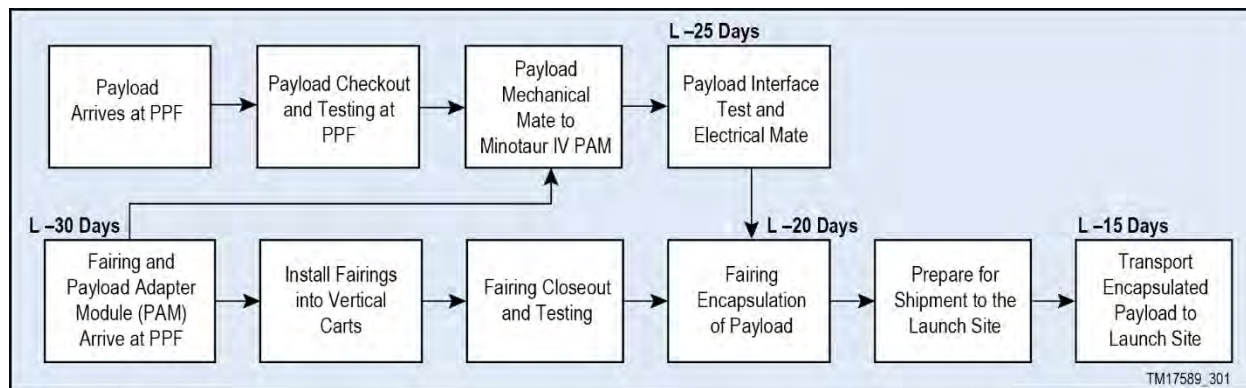 L –25 Days
Payload
Arrives at PPF
Payload Checkout
and Testing at
PPF
Payload
Mechanical
Mate to
Minotaur IV PAM
Payload Interface
Test and
Electrical Mate
L –30 Days
L –20 Days
L –15 Days
Fairing and
Payload Adapter
Module (PAM)
Arrive at PPF
Install Fairings
into Vertical
Carts
Fairing Closeout
and Testing
Fairing
Encapsulation
of Payload
Prepare for
Shipment to the
Launch Site
Transport
Encapsulated
Payload to
Launch Site
TM17589_301